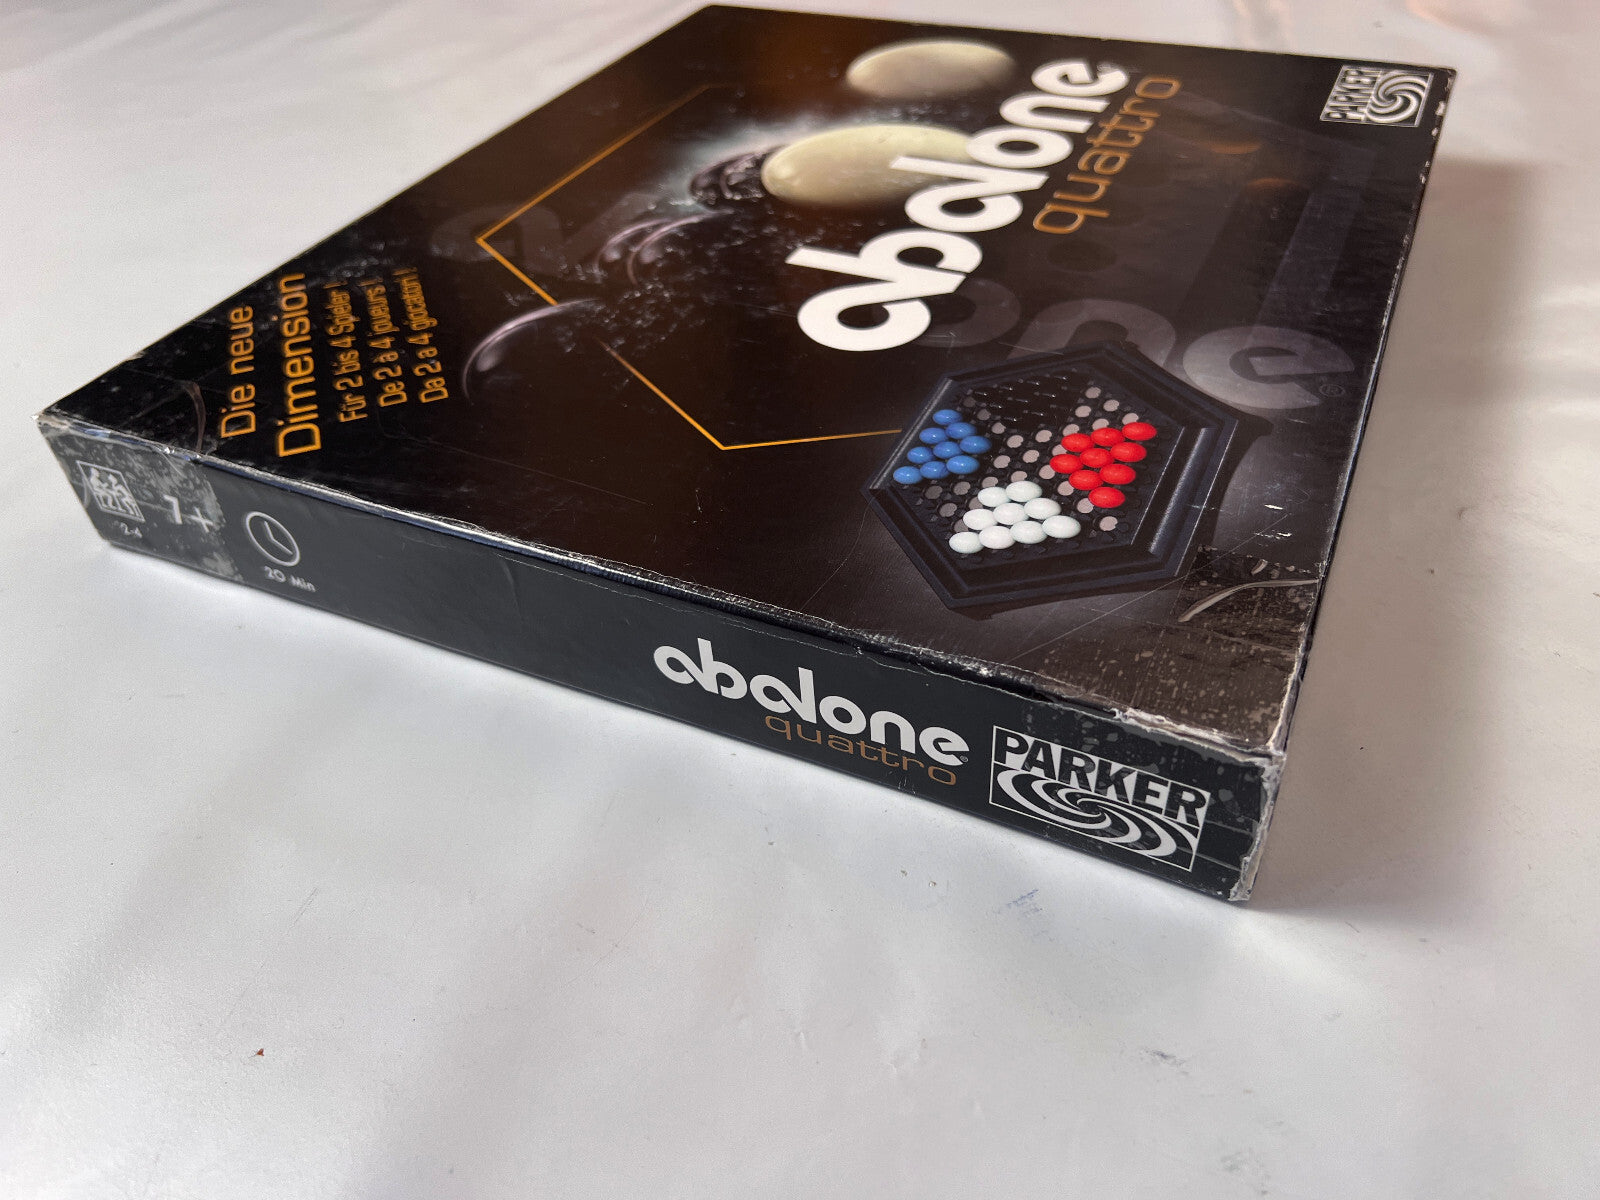 abalone
quattro
PARKER
Die neue
Dimension
Für 2 bis 4 Spieler !
De 2 à 4 joueurs !
Da 2 a 4 giocatori !
one®
2-4
7+
20 Min
abalone®
quattro
PARKER